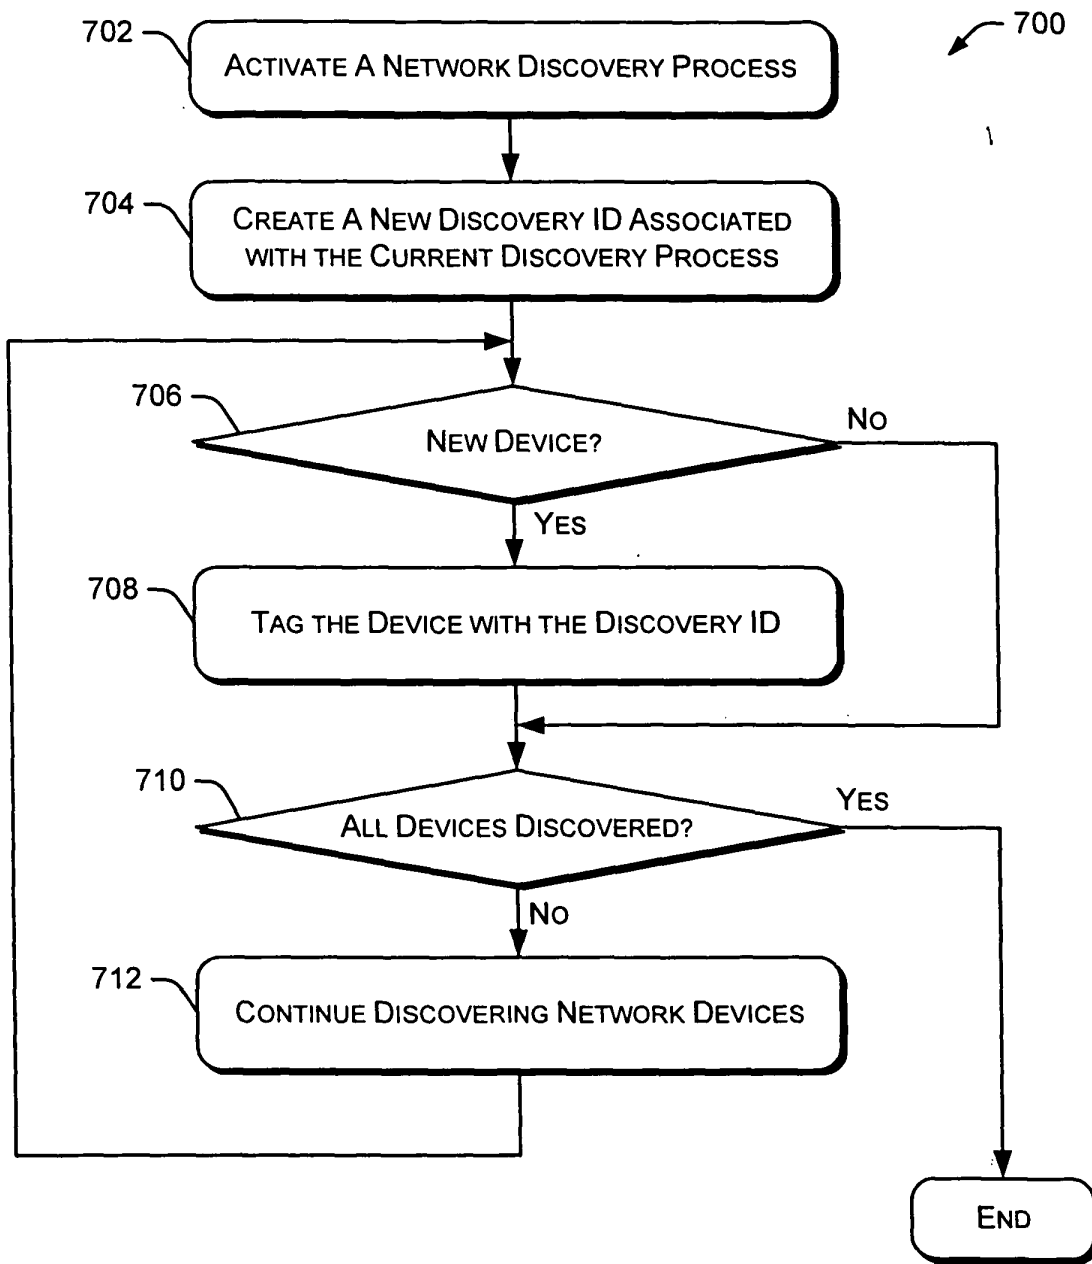 700
702
ACTIVATE A NETWORK DISCOVERY PROCESS
704
CREATE A NEW DISCOVERY ID ASSOCIATED
WITH THE CURRENT DISCOVERY PROCESS
706
NEW DEVICE?
NO
YES
708
TAG THE DEVICE WITH THE DISCOVERY ID
710
ALL DEVICES DISCOVERED?
YES
NO
712
CONTINUE DISCOVERING NETWORK DEVICES
END